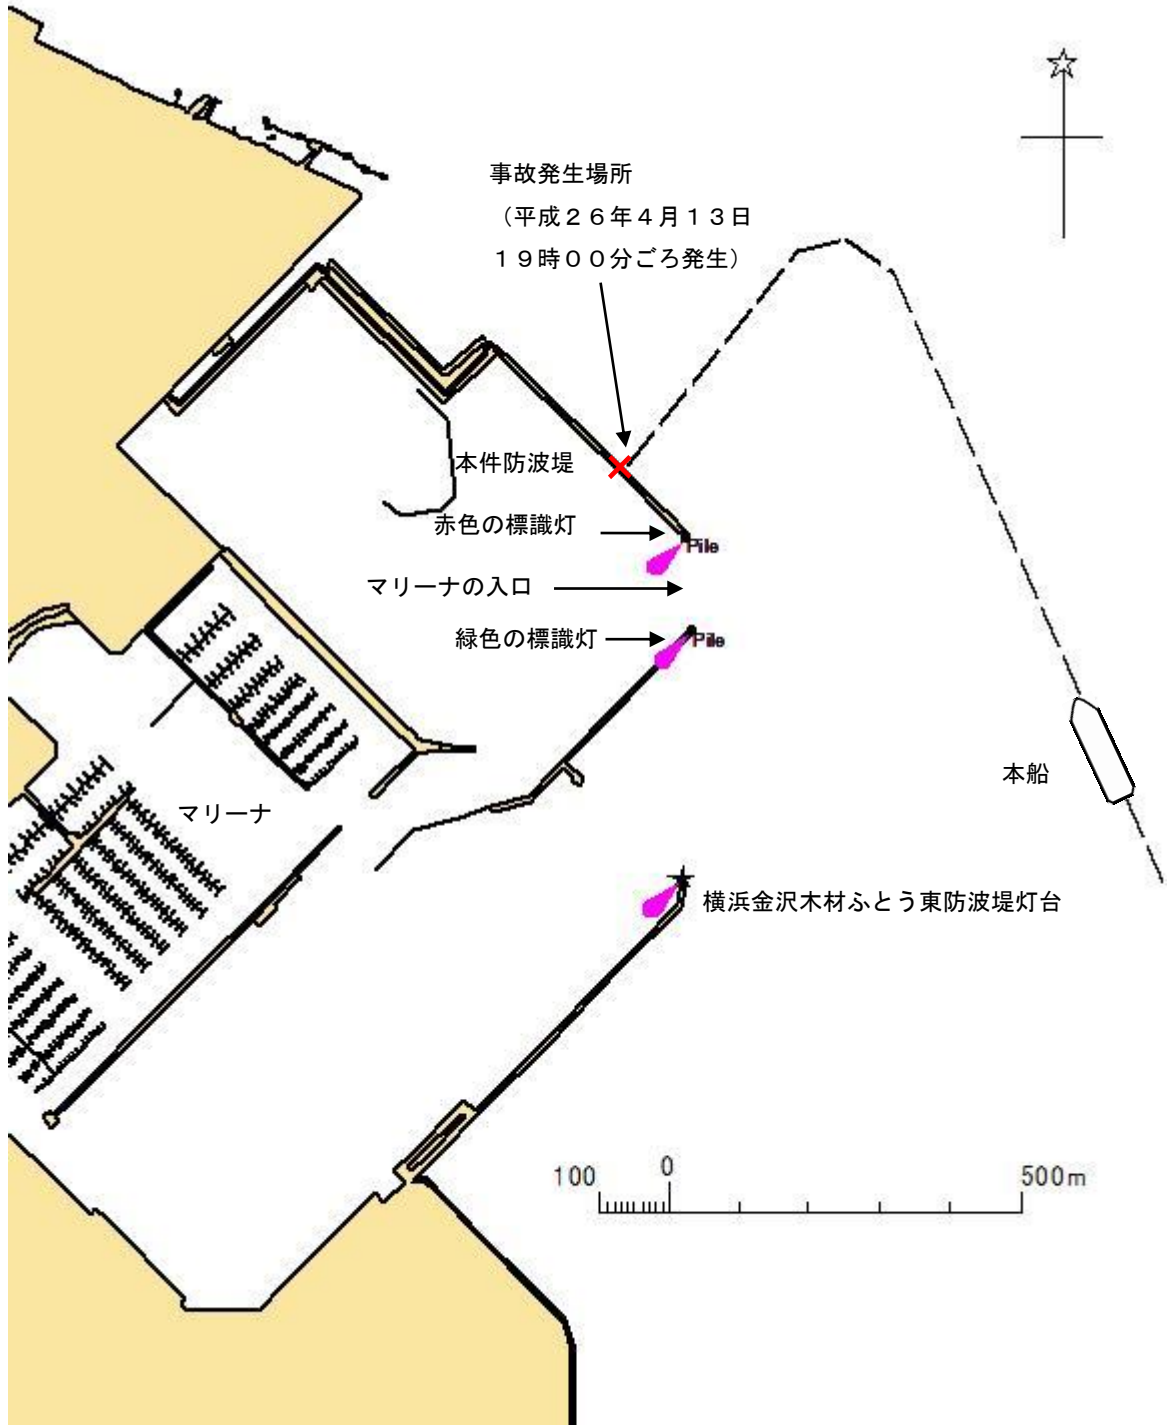 事故発生場所
（平成２６年４月１３日
１９時００分ごろ発生）
本件防波堤
赤色の標識灯
Pile
マリーナの入口
緑色の標識灯
Pile
本船
マリーナ
横浜金沢木材ふとう東防波堤灯台
100 0 500m